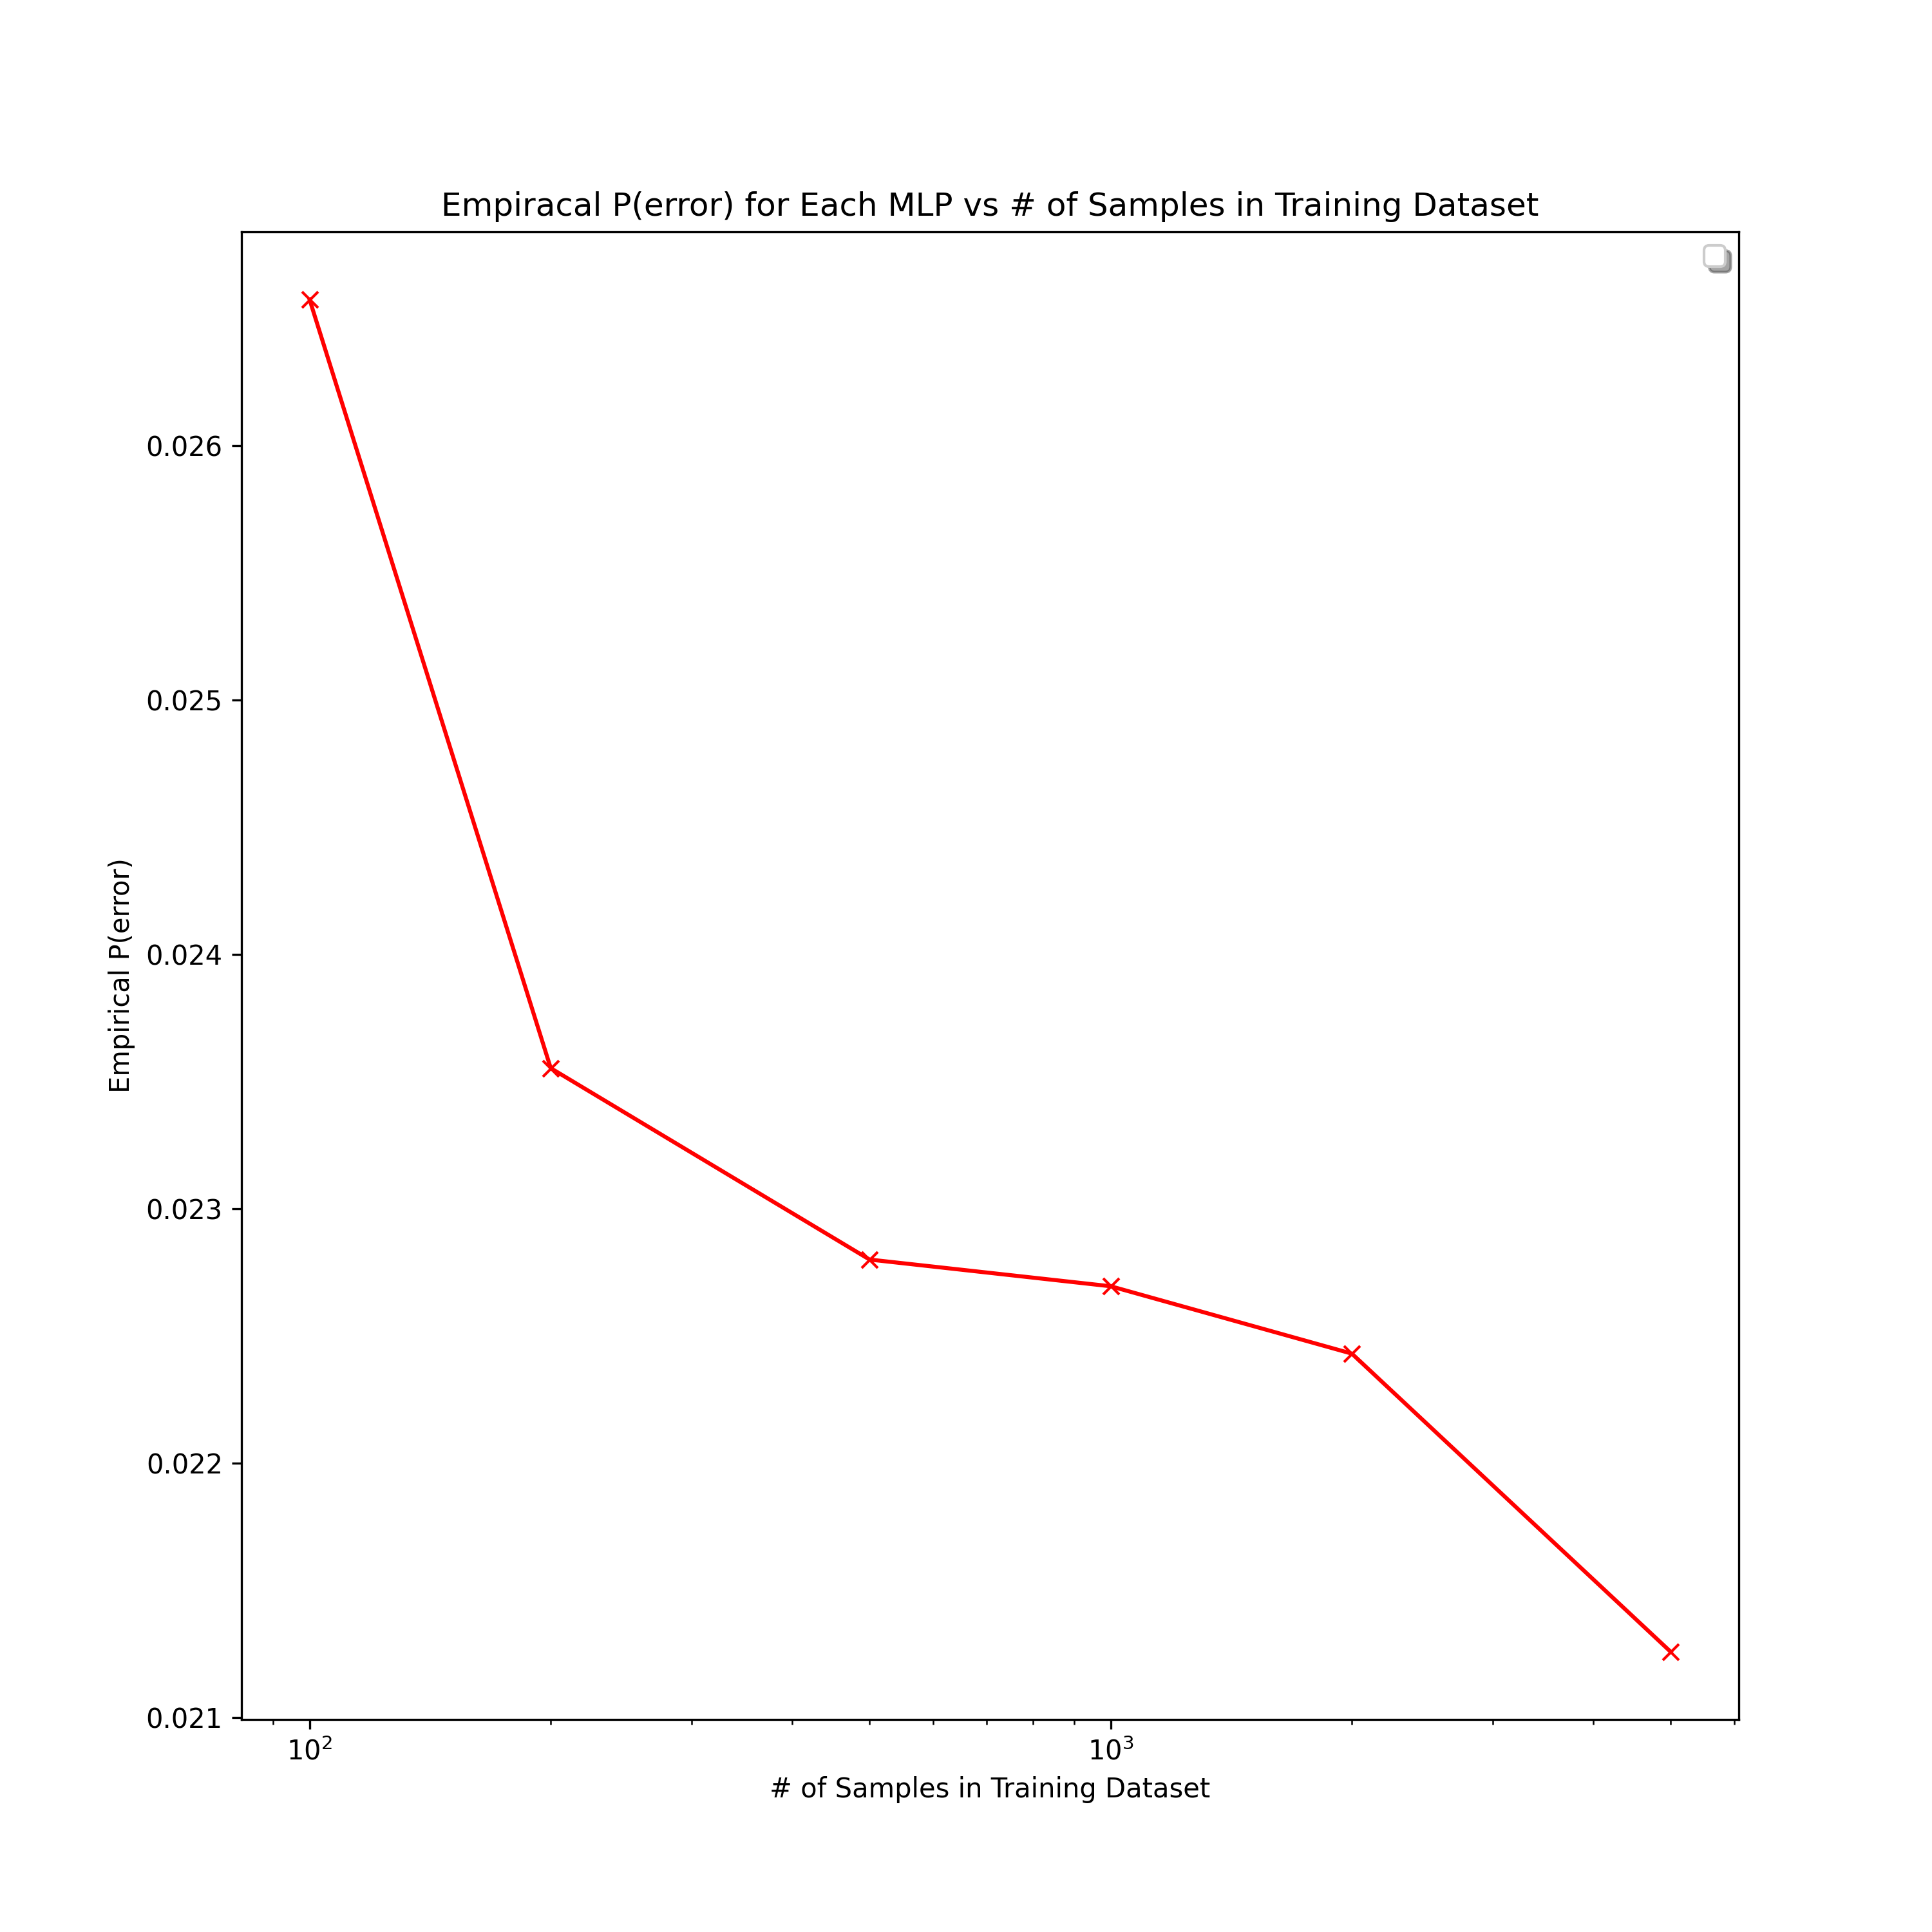 Empiracal P(error) for Each MLP vs # of Samples in Training Dataset
0.026
0.025
0.024
0.023
0.022
0.021
Empirical P(error)
10²
10³
# of Samples in Training Dataset